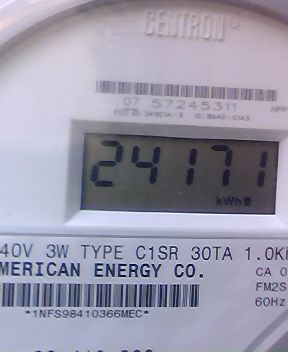 CENTRON®
07 57245311
24171
kWh
40V 3W TYPE C1SR 30TA 1.0K
MERICAN ENERGY CO.
CA 0
FM2S
60Hz
*1NFS98410366MEC*